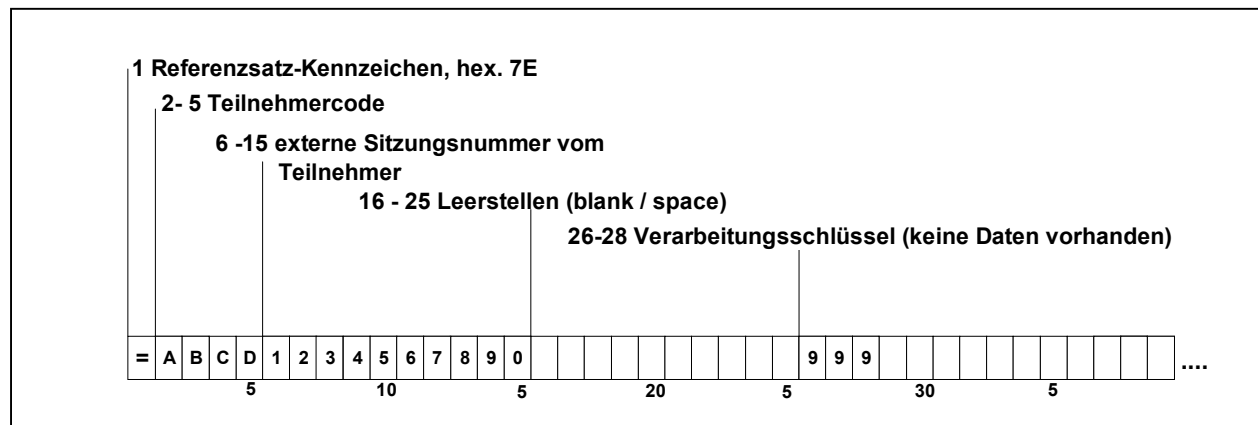 1 Referenzsatz-Kennzeichen, hex. 7E
2- 5 Teilnehmercode
6 -15 externe Sitzungsnummer vom
Teilnehmer
16 - 25 Leerstellen (blank / space)
26-28 Verarbeitungsschlüssel (keine Daten vorhanden)
= A B C D 1 2 3 4 5 6 7 8 9 0 9 9 9 ....
5 10 5 20 5 30 5